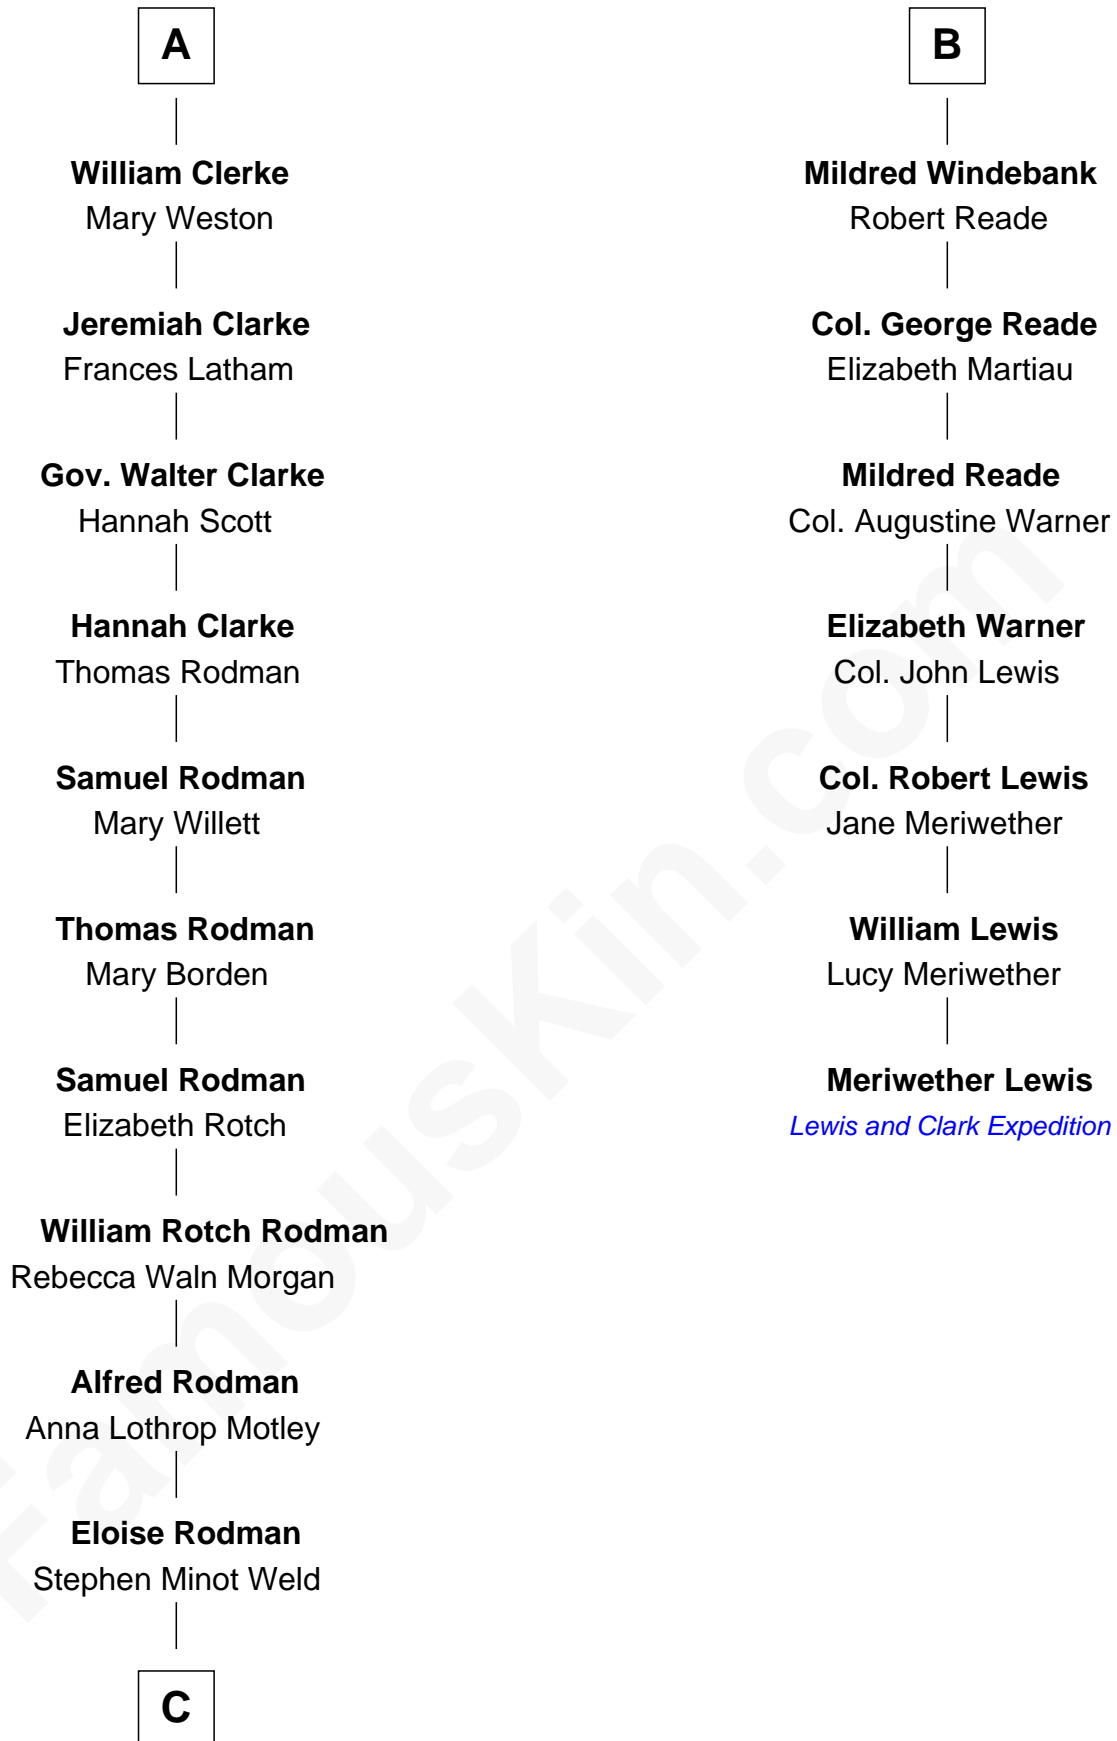 A
William Clerke
Mary Weston
Jeremiah Clarke
Frances Latham
Gov. Walter Clarke
Hannah Scott
Hannah Clarke
Thomas Rodman
Samuel Rodman
Mary Willett
Thomas Rodman
Mary Borden
Samuel Rodman
Elizabeth Rotch
William Rotch Rodman
Rebecca Waln Morgan
Alfred Rodman
Anna Lothrop Motley
Eloise Rodman
Stephen Minot Weld
C
B
Mildred Windebank
Robert Reade
Col. George Reade
Elizabeth Martiau
Mildred Reade
Col. Augustine Warner
Elizabeth Warner
Col. John Lewis
Col. Robert Lewis
Jane Meriwether
William Lewis
Lucy Meriwether
Meriwether Lewis
Lewis and Clark Expedition
FamousKin.com